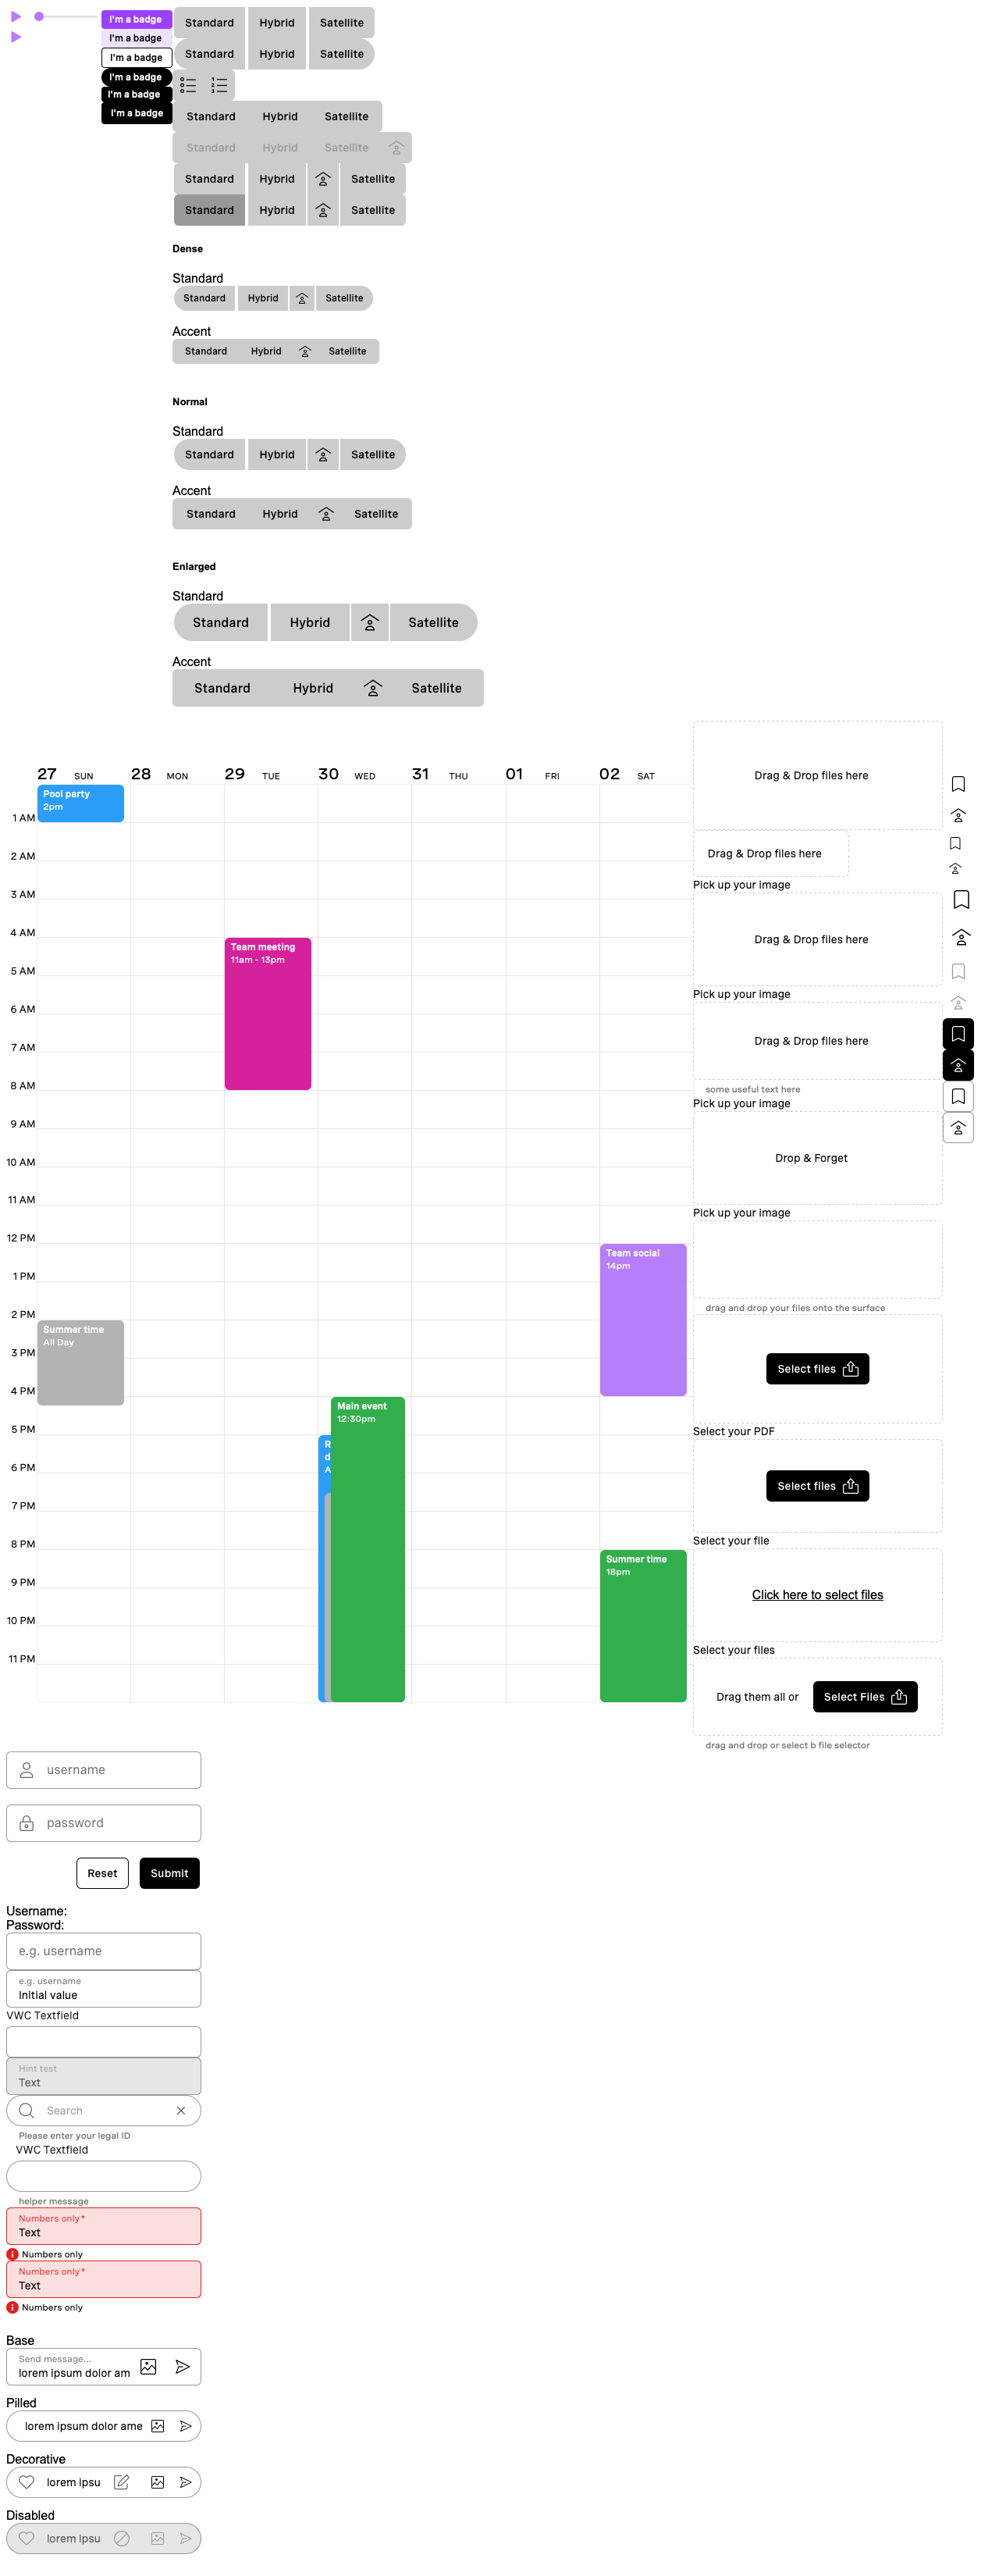 I'm a badge
I'm a badge
I'm a badge
I'm a badge
I'm a badge
I'm a badge
Standard Hybrid Satellite
Standard Hybrid Satellite
Standard Hybrid Satellite
Standard Hybrid Satellite
Standard Hybrid Satellite
Standard Hybrid Satellite
Dense
Standard
Standard Hybrid Satellite
Accent
Standard Hybrid Satellite
Normal
Standard
Standard Hybrid Satellite
Accent
Standard Hybrid Satellite
Enlarged
Standard
Standard Hybrid Satellite
Accent
Standard Hybrid Satellite
27 SUN 28 MON 29 TUE 30 WED 31 THU 01 FRI 02 SAT
1 AM
2 AM
3 AM
4 AM
5 AM
6 AM
7 AM
8 AM
9 AM
10 AM
11 AM
12 PM
1 PM
2 PM
3 PM
4 PM
5 PM
6 PM
7 PM
8 PM
9 PM
10 PM
11 PM
Pool party
2pm
Summer time
All Day
Team meeting
11am - 13pm
R
d
A
Main event
12:30pm
Team social
14pm
Summer time
18pm
Drag & Drop files here
Drag & Drop files here
Pick up your image
Drag & Drop files here
Pick up your image
Drag & Drop files here
some useful text here
Pick up your image
Drop & Forget
Pick up your image
drag and drop your files onto the surface
Select files
Select your PDF
Select files
Select your file
Click here to select files
Select your files
Drag them all or Select Files
drag and drop or select b file selector
username
password
Reset Submit
Username:
Password:
e.g. username
e.g. username
Initial value
VWC Textfield
Hint test
Text
Search
Please enter your legal ID
VWC Textfield
helper message
Numbers only*
Text
Numbers only
Numbers only*
Text
Numbers only
Base
Send message...
lorem ipsum dolor am
Pilled
lorem ipsum dolor ame
Decorative
lorem ipsu
Disabled
lorem ipsu